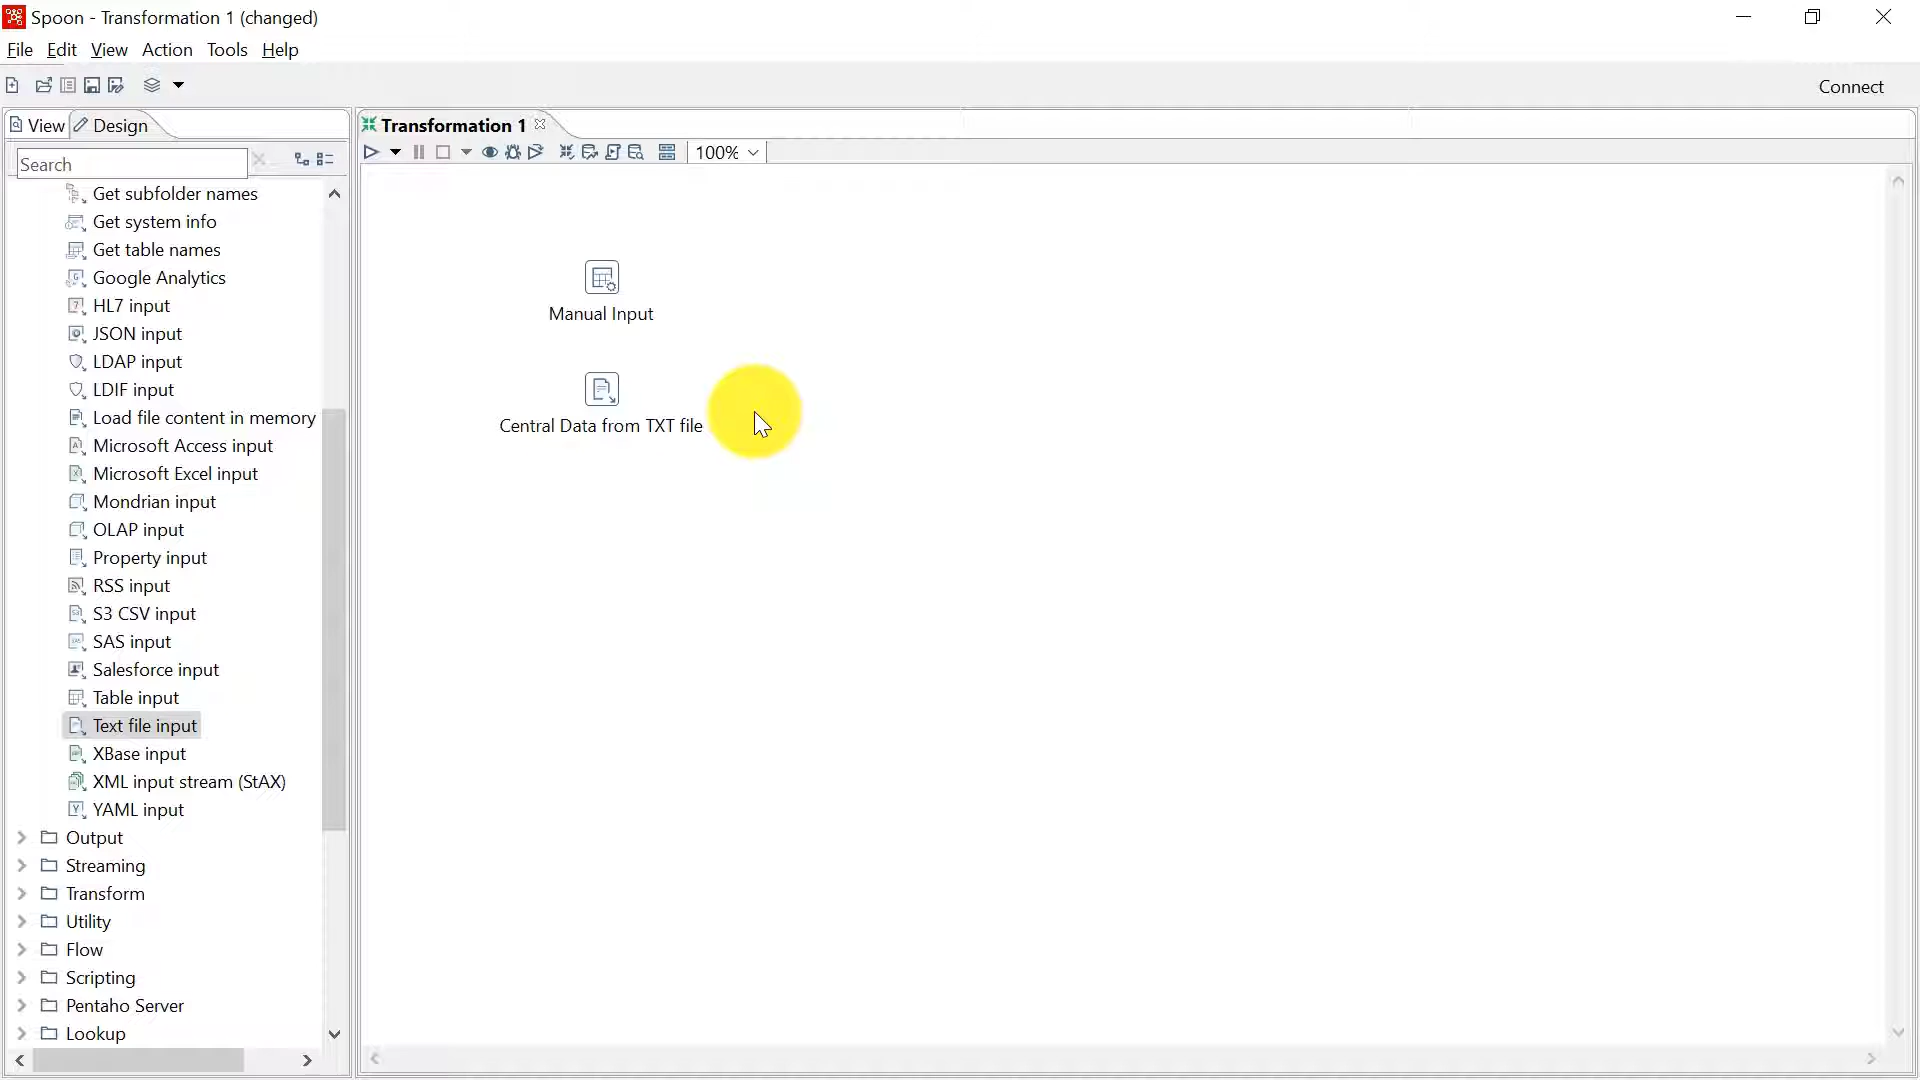 Spoon - Transformation 1 (changed)
File Edit View Action Tools Help
Connect
View Design
Transformation 1
Search
100%
Get subfolder names
Get system info
Get table names
Google Analytics
HL7 input
JSON input
LDAP input
LDIF input
Load file content in memory
Microsoft Access input
Microsoft Excel input
Mondrian input
OLAP input
Property input
RSS input
S3 CSV input
SAS input
Salesforce input
Table input
Text file input
XBase input
XML input stream (StAX)
YAML input
Output
Streaming
Transform
Utility
Flow
Scripting
Pentaho Server
Lookup
Manual Input
Central Data from TXT file